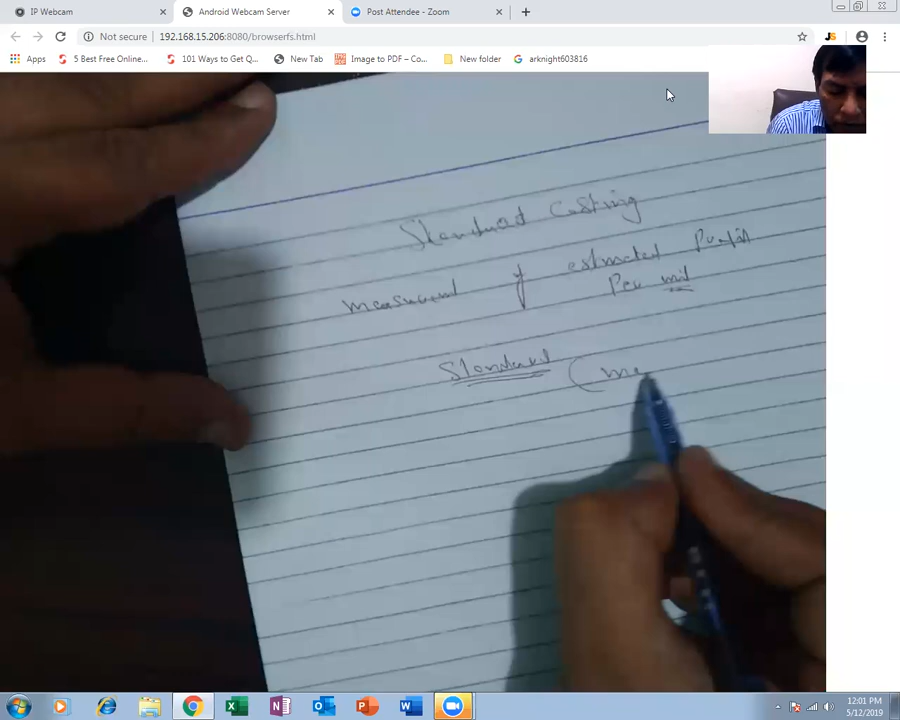 IP Webcam
Android Webcam Server
Post Attendee - Zoom
Not secure | 192.168.15.206:8080/browserfs.html
JS
Apps
5 Best Free Online...
101 Ways to Get Q...
New Tab
Image to PDF – Co...
New folder
arknight603816
Standard Costing
measurement of estimated Profit
Per unit
Standard (me
12:01 PM
5/12/2019